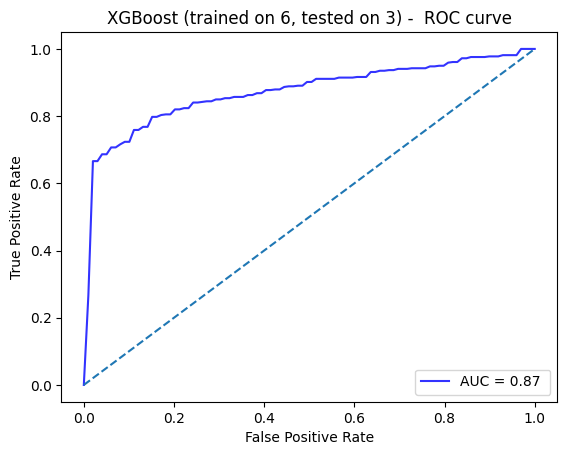 XGBoost (trained on 6, tested on 3) -  ROC curve
True Positive Rate
1.0
0.8
0.6
0.4
0.2
0.0
AUC = 0.87
0.0 0.2 0.4 0.6 0.8 1.0
False Positive Rate